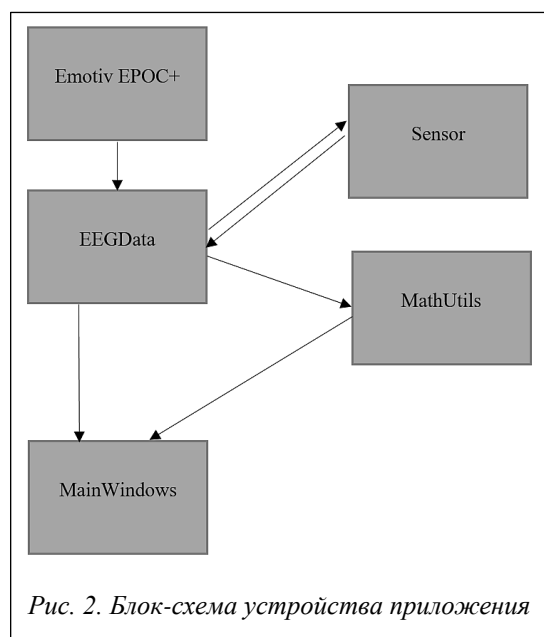 Emotiv EPOC+
Sensor
EEGData
MathUtils
MainWindows
Рис. 2. Блок-схема устройства приложения